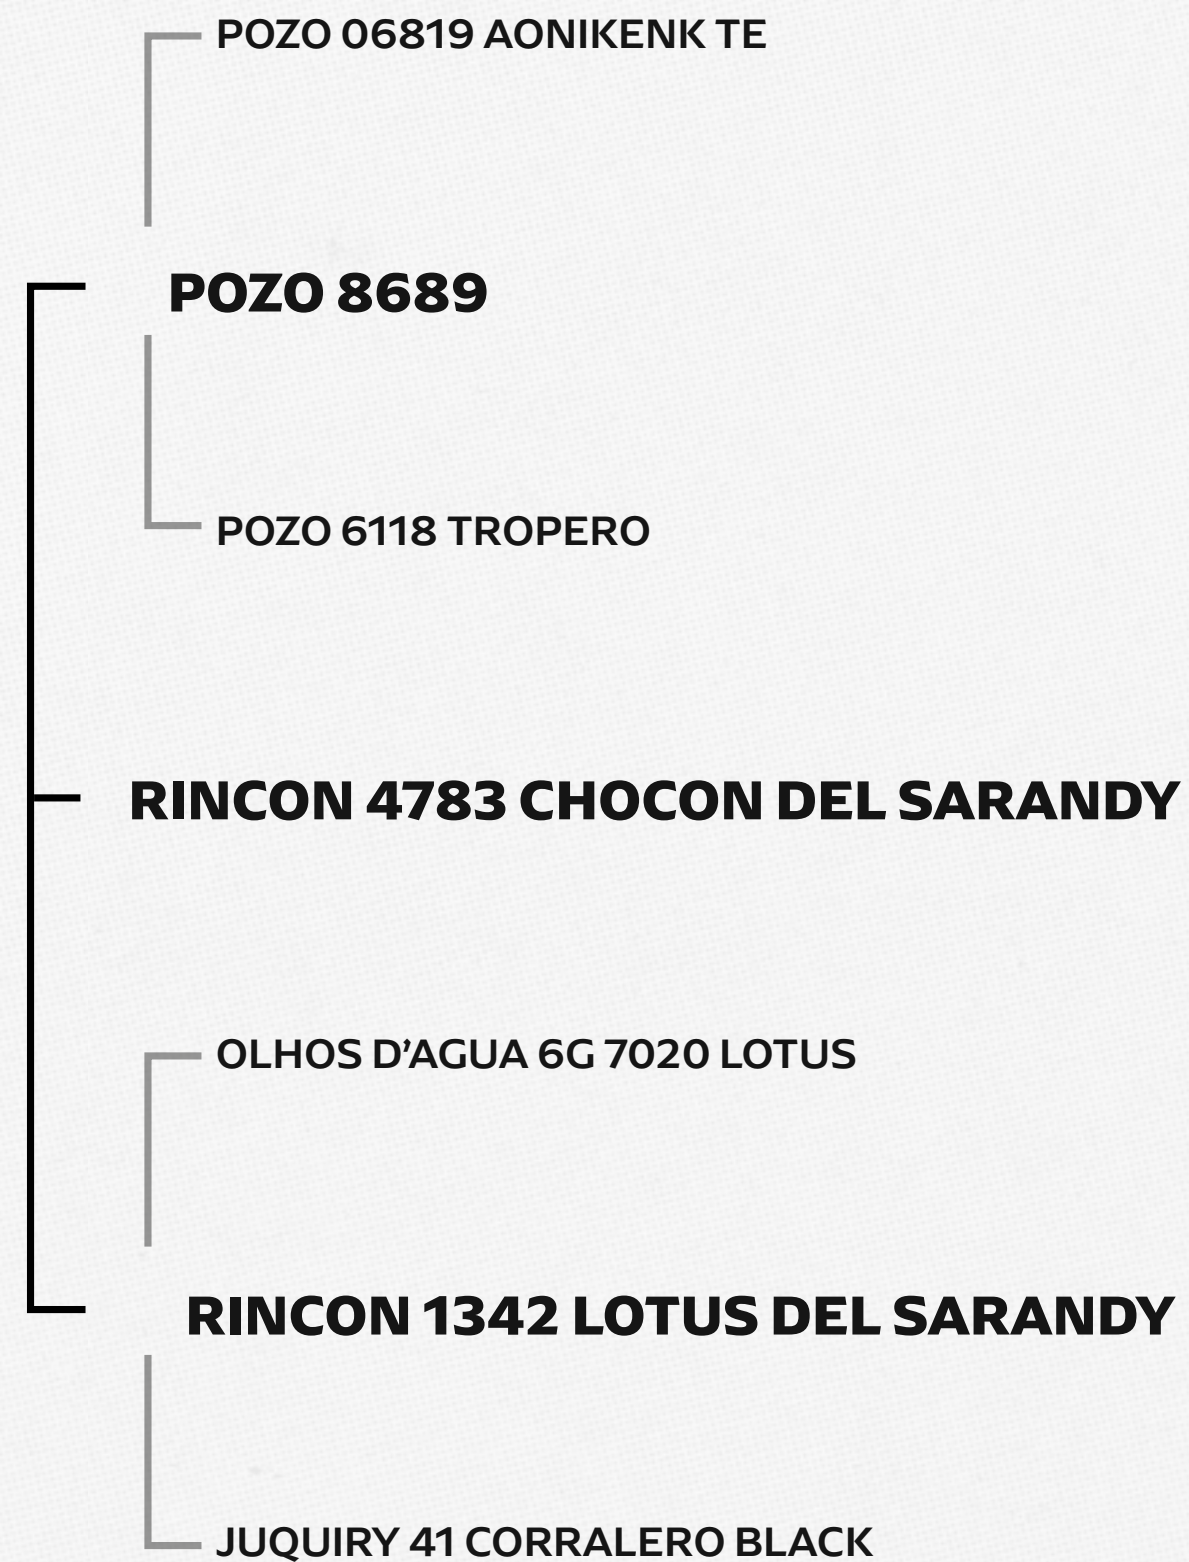 POZO 06819 AONIKENK TE
POZO 8689
POZO 6118 TROPERO
RINCON 4783 CHOCON DEL SARANDY
OLHOS D’AGUA 6G 7020 LOTUS
RINCON 1342 LOTUS DEL SARANDY
JUQUIRY 41 CORRALERO BLACK